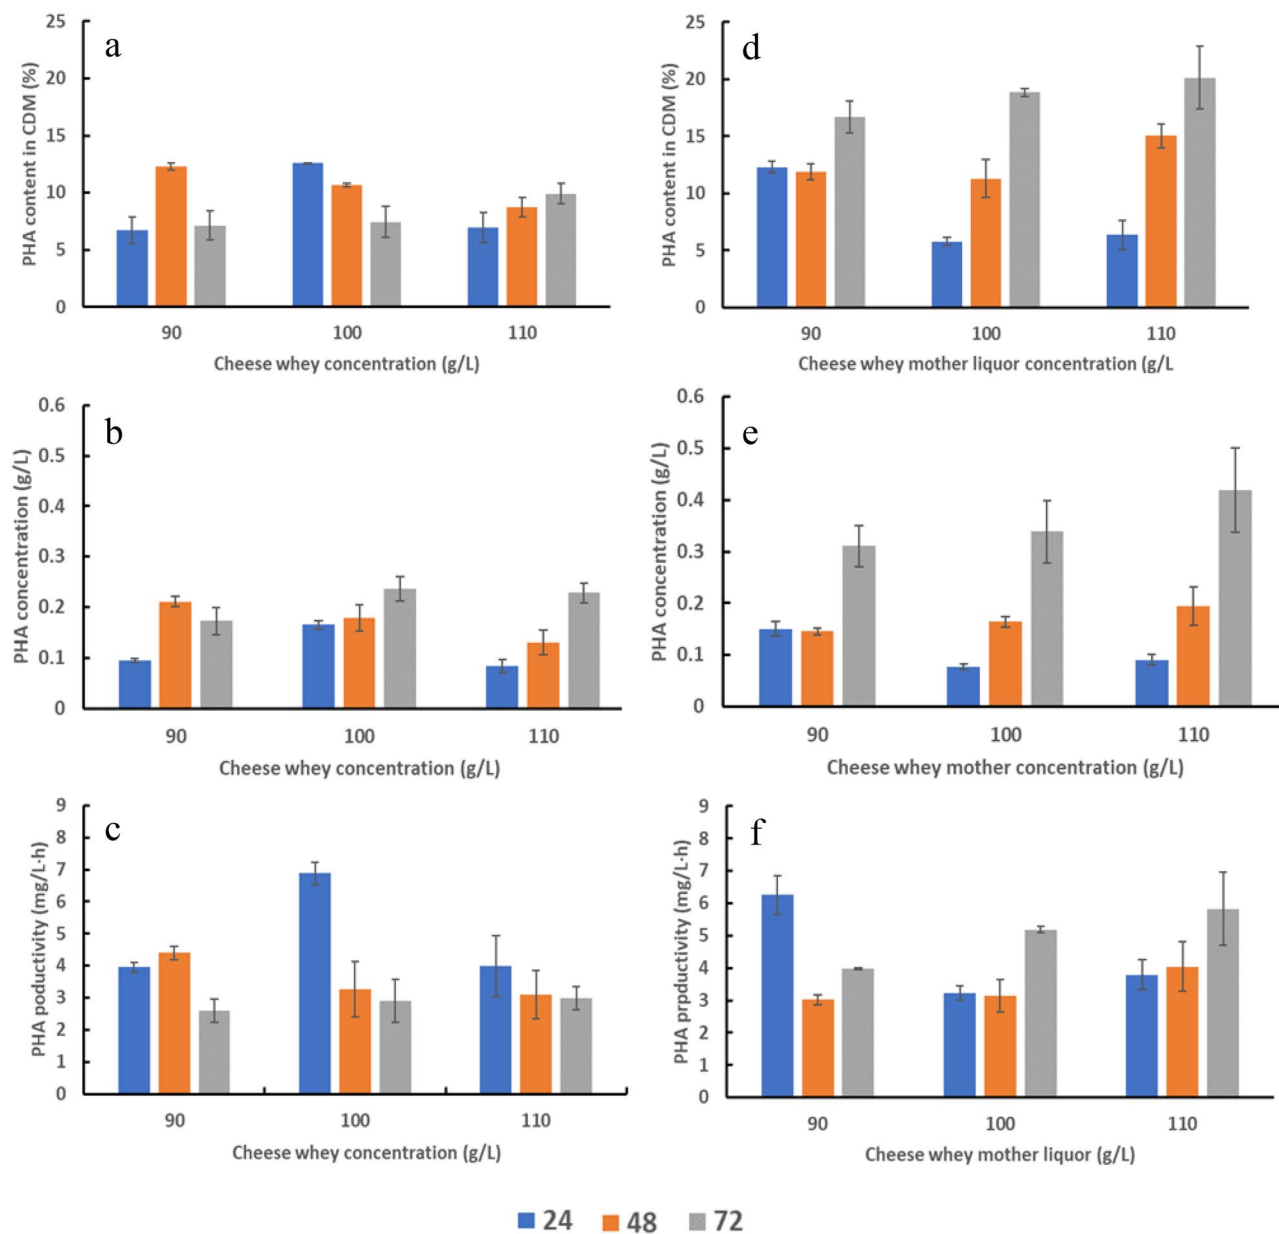 a
PHA content in CDM (%)
25
20
15
10
5
0
90 100 110
Cheese whey concentration (g/L)
d
PHA content in CDM (%)
25
20
15
10
5
0
90 100 110
Cheese whey mother liquor concentration (g/L
b
PHA concentration (g/L)
0.6
0.5
0.4
0.3
0.2
0.1
0
90 100 110
Cheese whey concentration (g/L)
e
PHA concentration (g/L)
0.6
0.5
0.4
0.3
0.2
0.1
0
90 100 110
Cheese whey mother concentration (g/L)
c
PHA poductivity (mg/L·h)
9
8
7
6
5
4
3
2
1
0
90 100 110
Cheese whey concentration (g/L)
f
PHA prpductivity (mg/L·h)
9
8
7
6
5
4
3
2
1
0
90 100 110
Cheese whey mother liquor (g/L)
24 48 72